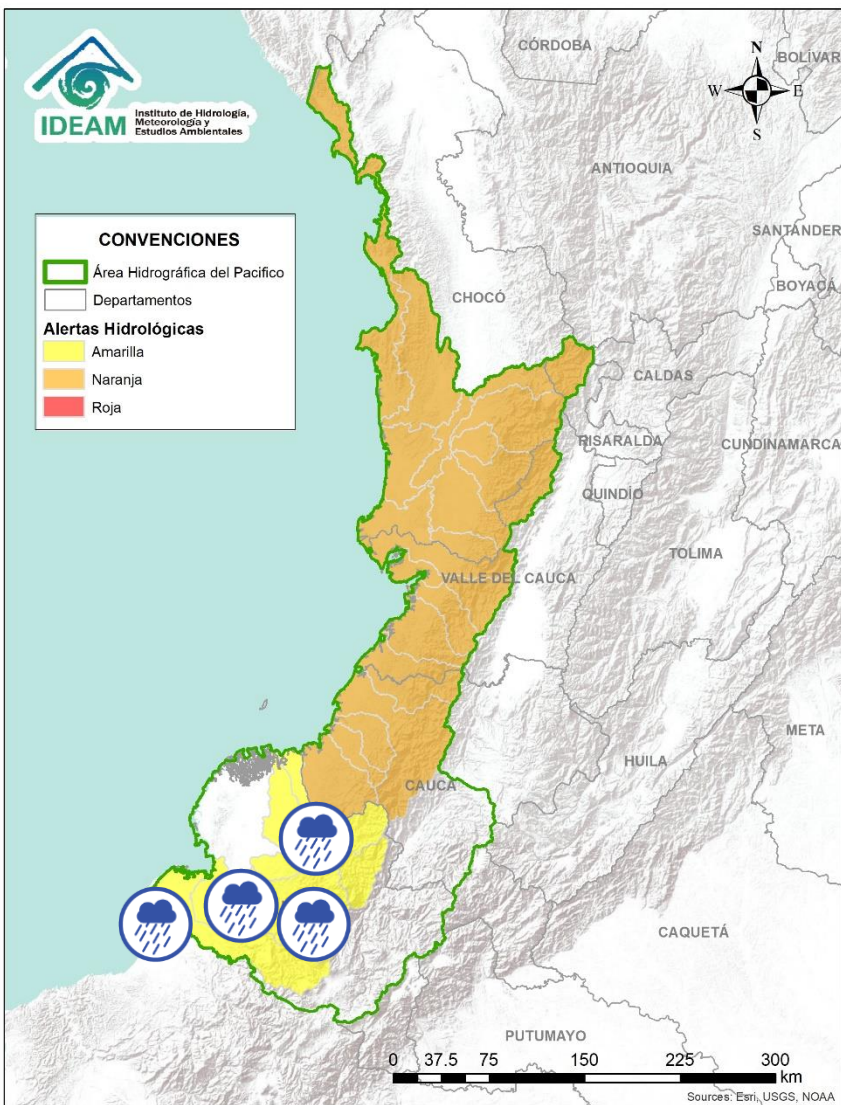 IDEAM
Instituto de Hidrología,
Meteorología y
Estudios Ambientales
CÓRDOBA
BOLÍVAR
N
W
E
S
ANTIOQUIA
SANTANDER
BOYACÁ
CONVENCIONES
Área Hidrográfica del Pacifico
Departamentos
Alertas Hidrológicas
Amarilla
Naranja
Roja
CHOCÓ
CALDAS
RISARALDA
CUNDINAMARCA
QUINDÍO
TOLIMA
VALLE DEL CAUCA
META
HUILA
CAUCA
CAQUETÁ
PUTUMAYO
0 37.5 75 150 225 300
km
Sources: Esri, USGS, NOAA